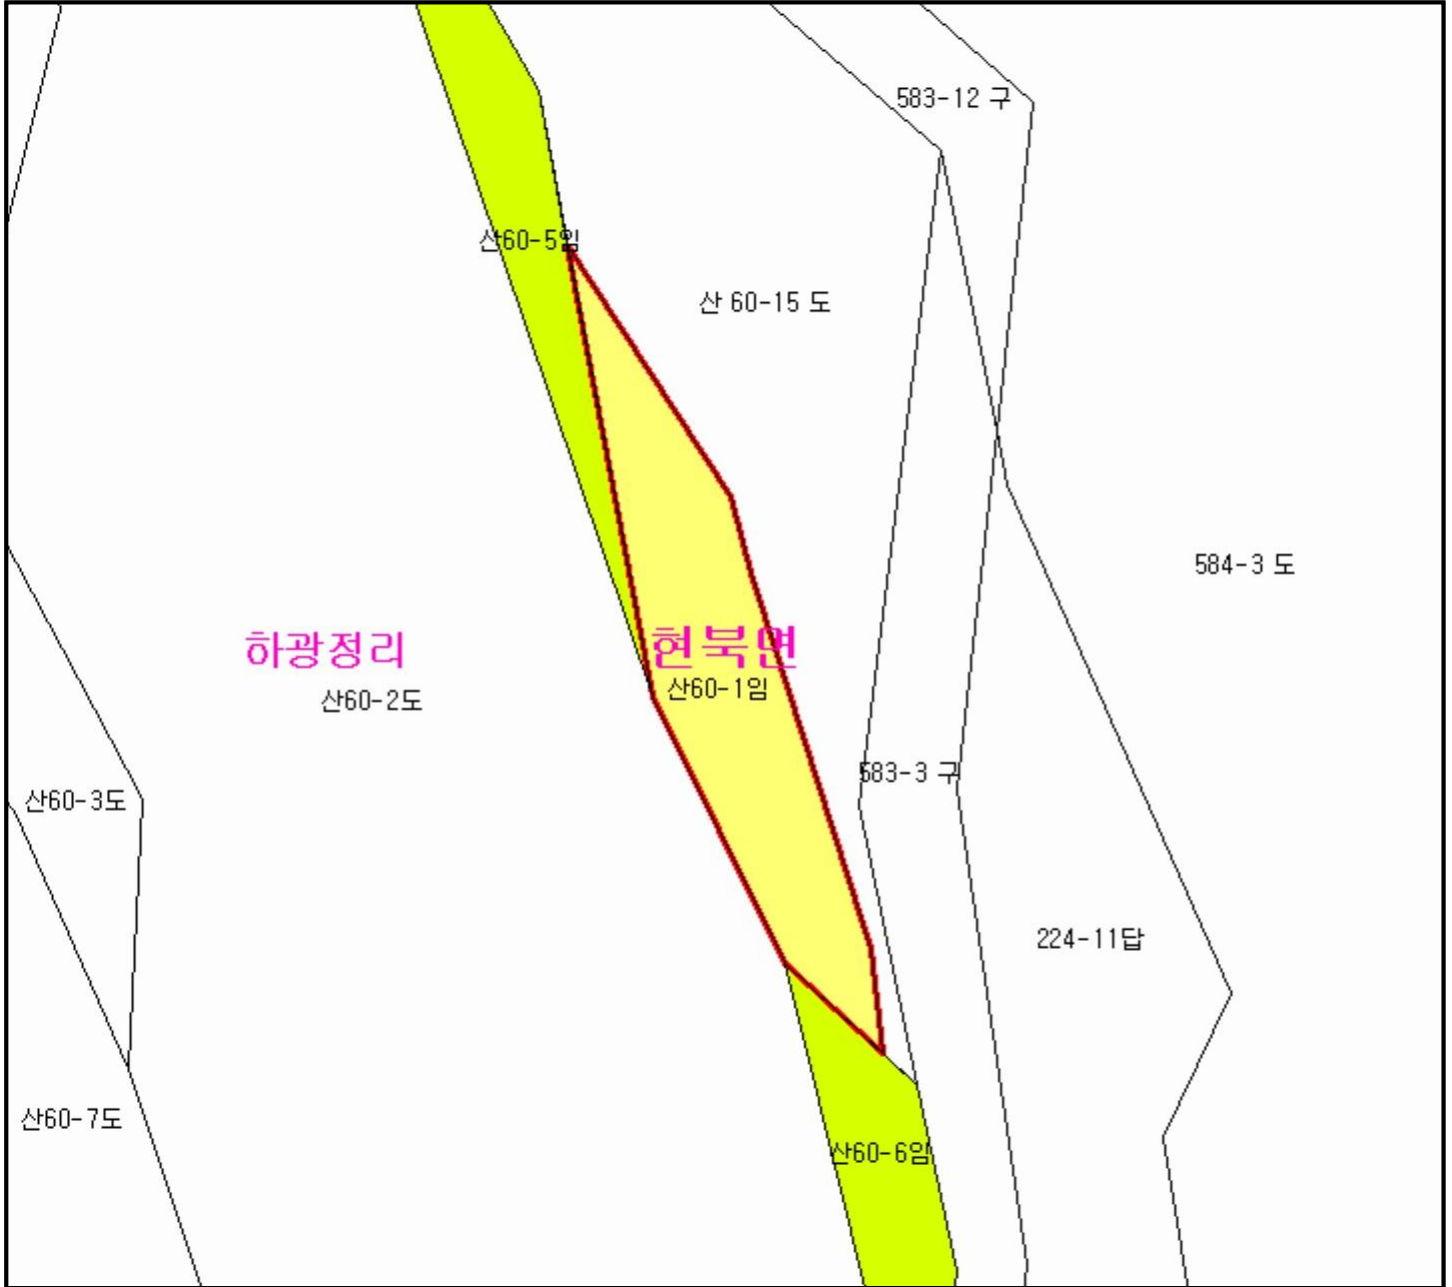 583-12 구
산60-5임
산 60-15 도
584-3 도
하광정리
현북면
산60-1임
산60-2도
583-3 구
산60-3도
224-11답
산60-7도
산60-6임